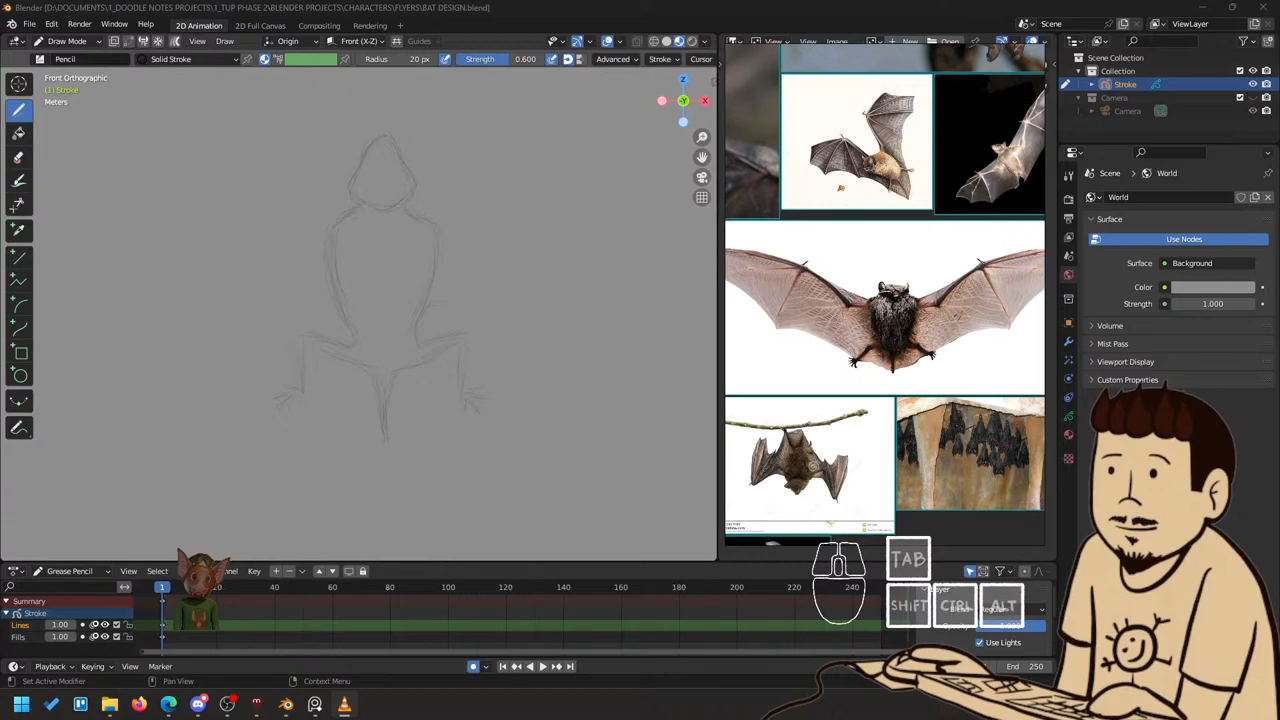 Blender [D:\DOCUMENTS 1_DOODLE NOTES PROJECTS\1_TUP PHASE 2\BLENDER PROJECTS\CHARACTERS\FLYERS\BAT DESIGN.blend]
File Edit Render Window Help 2D Animation 2D Full Canvas Compositing Rendering Scene ViewLayer
Draw Mode View Draw Origin Front (X-Z) Guides View Image New Open
Pencil Solid Stroke Radius 20 px Strength 0.600 Advanced Stroke Cursor
Scene Collection
Collection
Stroke
Camera
Camera
Front Orthographic
(1) Stroke
Meters
Z
-Y
X
Scene World
World
Surface
Use Nodes
Surface Background
Color
Strength 1.000
Volume
Mist Pass
Viewport Display
Custom Properties
TAB
SHIFT CTRL ALT
Grease Pencil View Select Key
1 20 40 60 80 100 120 140 160 180 200 220 240
Summary
Stroke
Lines 1.00
Fills 1.00
Layer
Blend Regular
Opacity
Use Lights
Playback Keying View Marker End 250
Set Active Modifier Pan View Context Menu